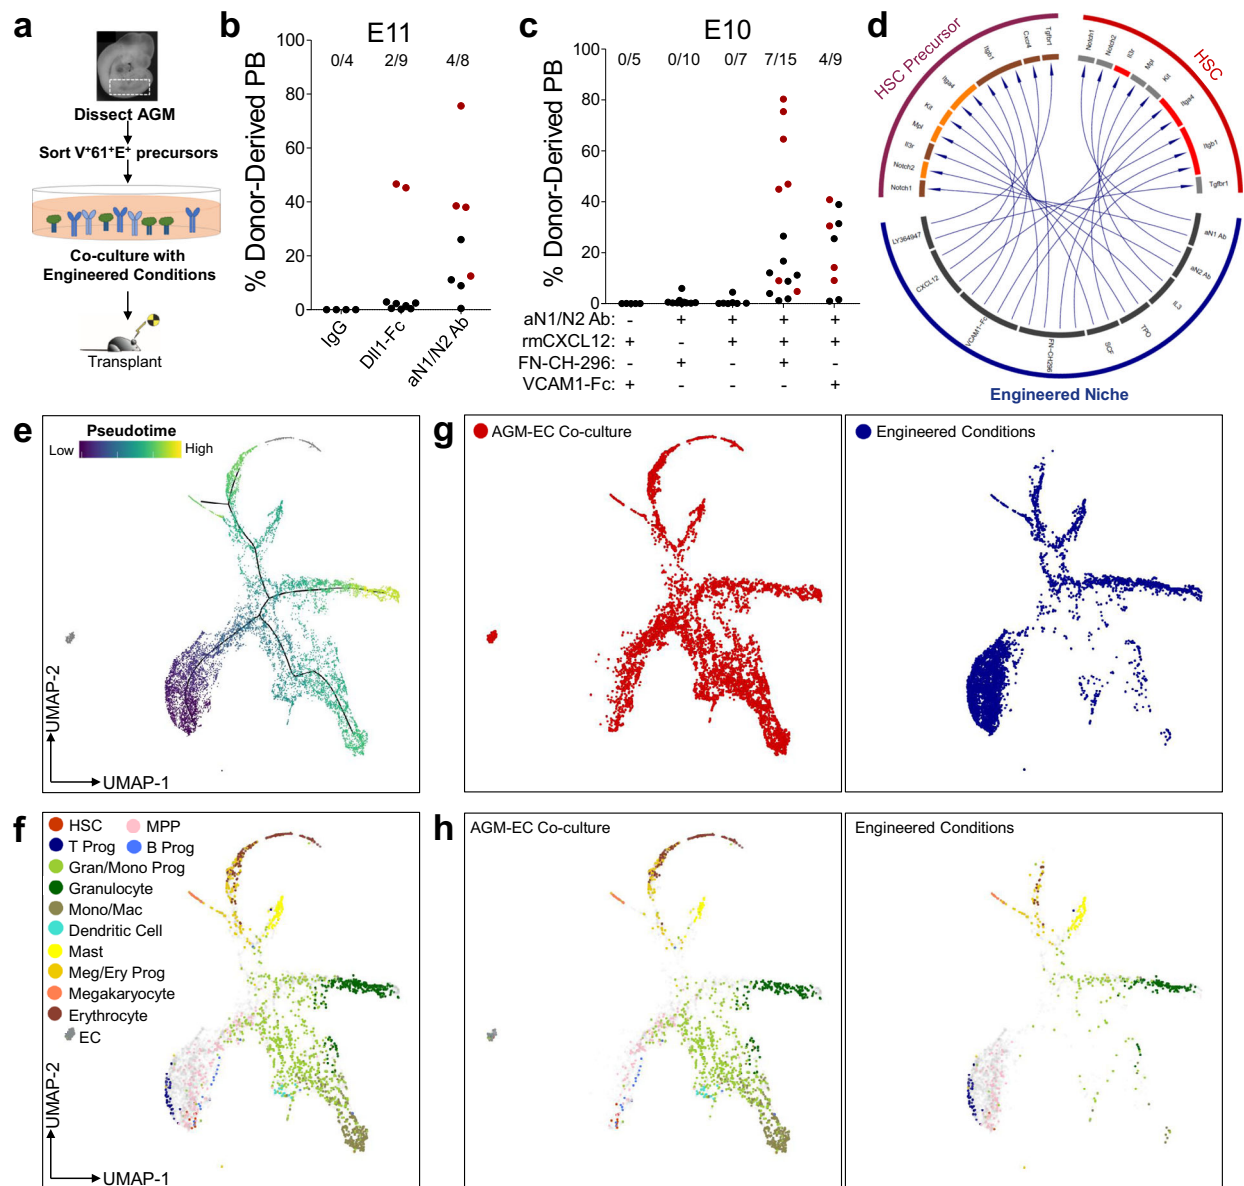 a
Dissect AGM
Sort V⁺61⁺E⁺ precursors
Co-culture with
Engineered Conditions
Transplant
b
E11
% Donor-Derived PB
100
80
60
40
20
0
0/4
2/9
4/8
IgG
Dll1-Fc
aN1/N2 Ab
c
E10
% Donor-Derived PB
100
80
60
40
20
0
0/5
0/10
0/7
7/15
4/9
aN1/N2 Ab: - + + + +
rmCXCL12: + - + + +
FN-CH-296: - + - + -
VCAM1-Fc: + - - - +
d
HSC Precursor
HSC
Notch1
Notch2
Il3r
Mpl
Kit
Itga4
Itgb1
Cxcr4
Tgfbr1
Notch1
Notch2
Il3r
Mpl
Kit
Itga4
Itgb1
Tgfbr1
aN1 Ab
aN2 Ab
IL3
TPO
SCF
FN-CH296
VCAM1-Fc
CXCL12
LY364947
Engineered Niche
e
Pseudotime
Low
High
UMAP-2
UMAP-1
g
AGM-EC Co-culture
Engineered Conditions
f
HSC
MPP
T Prog
B Prog
Gran/Mono Prog
Granulocyte
Mono/Mac
Dendritic Cell
Mast
Meg/Ery Prog
Megakaryocyte
Erythrocyte
EC
UMAP-2
UMAP-1
h
AGM-EC Co-culture
Engineered Conditions